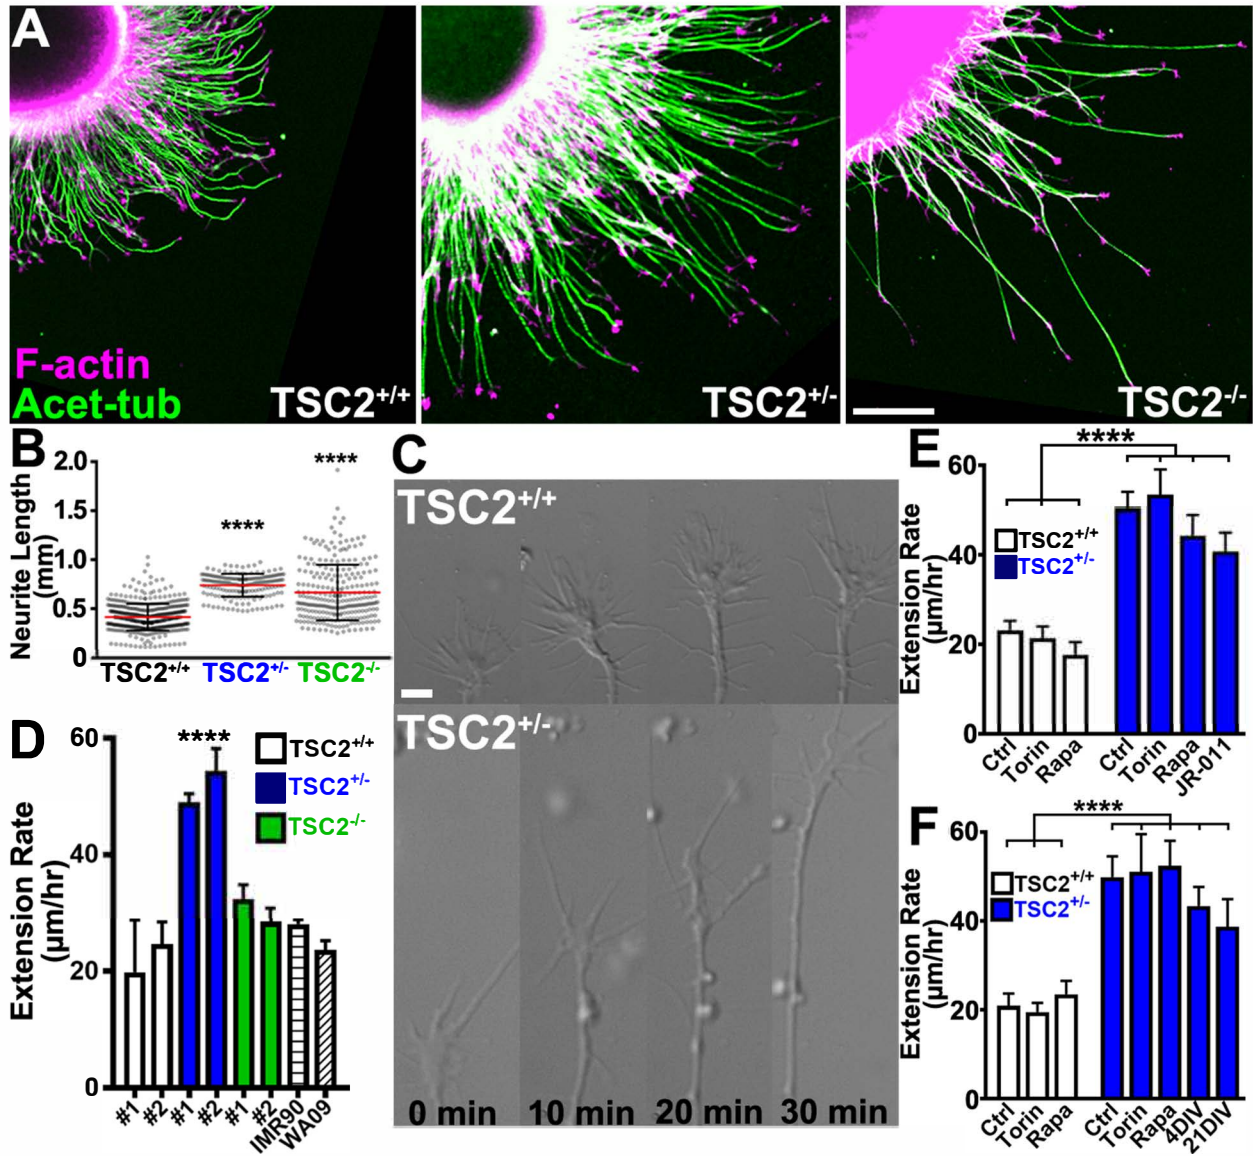 A
F-actin
Acet-tub
TSC2+/+
TSC2+/-
TSC2-/-
B
Neurite Length
(mm)
2.0
1.5
1.0
0.5
0
****
****
TSC2+/+
TSC2+/-
TSC2-/-
C
TSC2+/+
TSC2+/-
0 min
10 min
20 min
30 min
D
Extension Rate
(µm/hr)
60
40
20
0
****
TSC2+/+
TSC2+/-
TSC2-/-
#1
#2
#1
#2
#1
#2
IMR90
WA09
E
Extension Rate
(µm/hr)
60
40
20
0
****
TSC2+/+
TSC2+/-
Ctrl
Torin
Rapa
Ctrl
Torin
Rapa
JR-011
F
Extension Rate
(µm/hr)
60
40
20
0
****
TSC2+/+
TSC2+/-
Ctrl
Torin
Rapa
Ctrl
Torin
Rapa
4DIV
21DIV